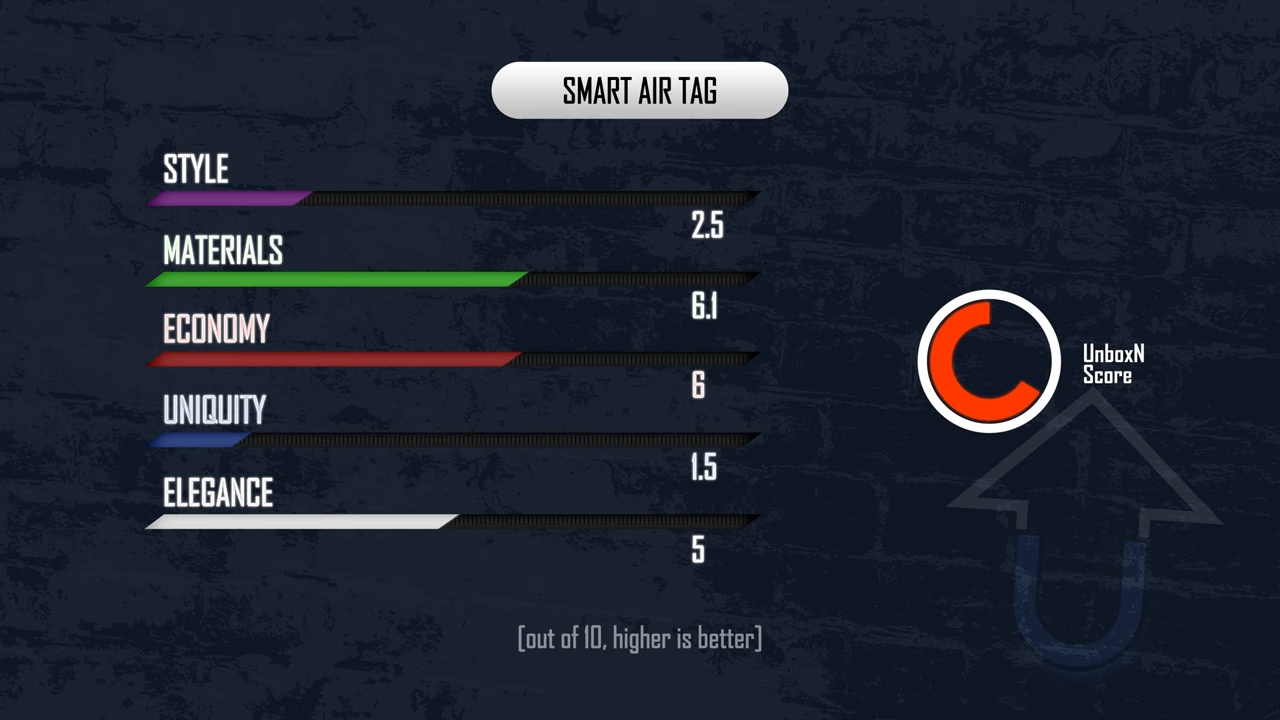 SMART AIR TAG
STYLE
2.5
MATERIALS
6.1
ECONOMY
6
UNIQUITY
1.5
ELEGANCE
5
UnboxN
Score
[out of 10, higher is better]